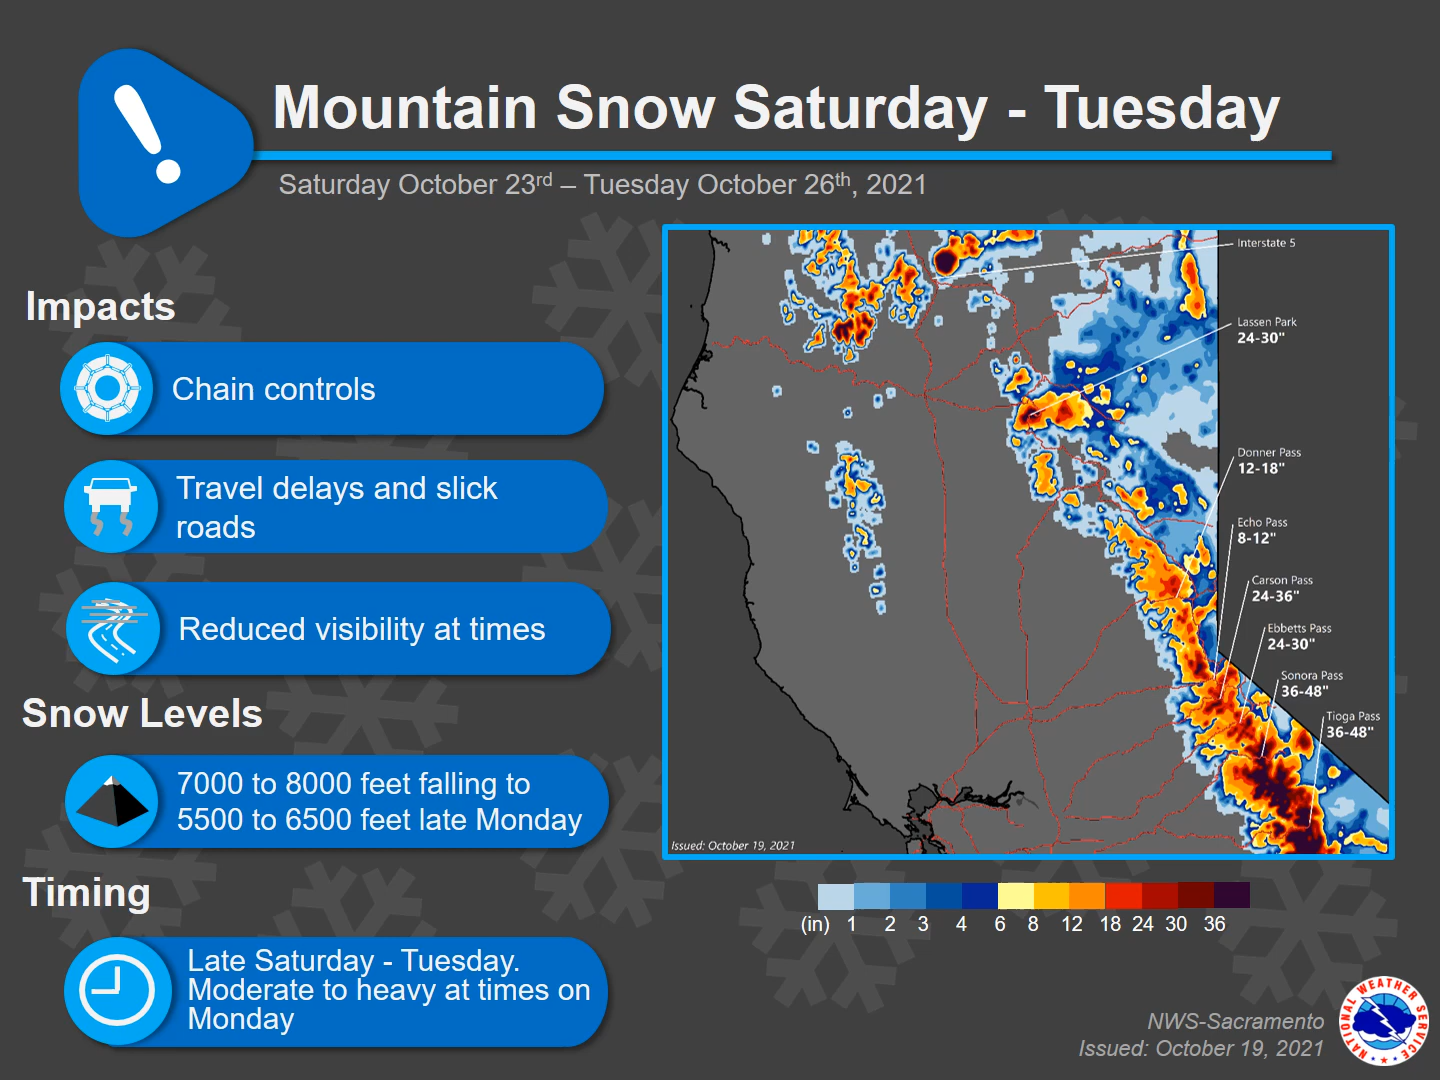 Mountain Snow Saturday - Tuesday
Saturday October 23rd – Tuesday October 26th, 2021
Impacts
Chain controls
Travel delays and slick
roads
Reduced visibility at times
Snow Levels
7000 to 8000 feet falling to
5500 to 6500 feet late Monday
Timing
Late Saturday - Tuesday.
Moderate to heavy at times on
Monday
Interstate 5
Lassen Park
24-30"
Donner Pass
12-18"
Echo Pass
8-12"
Carson Pass
24-36"
Ebbetts Pass
24-30"
Sonora Pass
36-48"
Tioga Pass
36-48"
Issued: October 19, 2021
(in) 1 2 3 4 6 8 12 18 24 30 36
NWS-Sacramento
Issued: October 19, 2021
NATIONAL WEATHER SERVICE